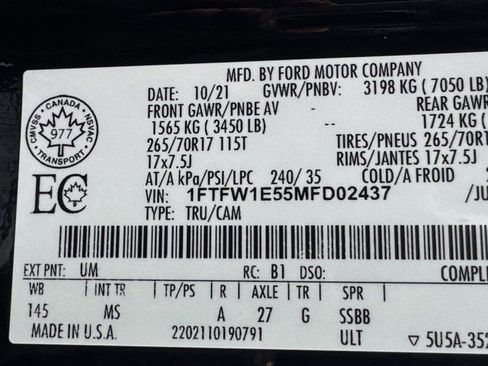 MFD. BY FORD MOTOR COMPANY
DATE: 10/21 GVWR/PNBV: 3198 KG ( 7050 LB)
FRONT GAWR/PNBE AV - REAR GAWR
1565 KG ( 3450 LB) 1724 KG
265/70R17 115T TIRES/PNEUS 265/70R1
17x7.5J RIMS/JANTES 17x7.5J
AT/A kPa/PSI/LPC 240/ 35 COLD/A FROID
VIN: 1FTFW1E55MFD02437
TYPE: TRU/CAM
CMVSS • CANADA • NSVAC
977
TRANSPORT
EC
EXT PNT: UM RC: B1 DSO: COMPLE
WB INT TR TP/PS R AXLE TR SPR
145 MS A 27 G SSBB
MADE IN U.S.A. 2202110190791 ULT ▽ 5U5A-352